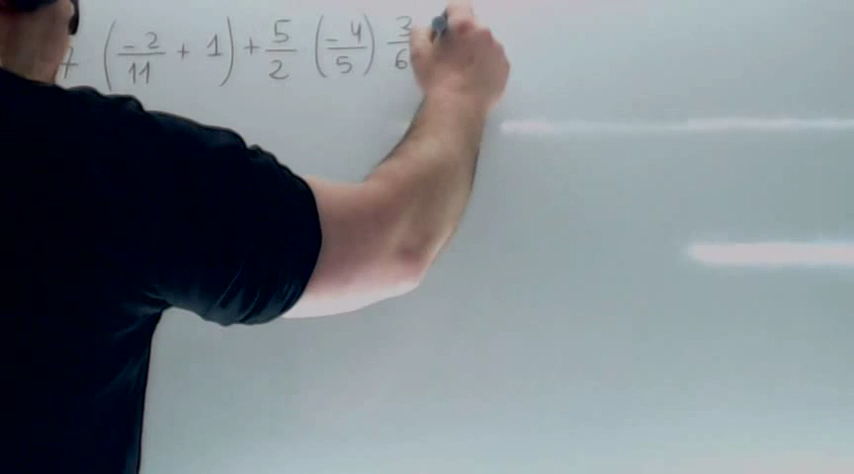 + (-2/11 + 1) + 5/2 (-4/5) 3/6